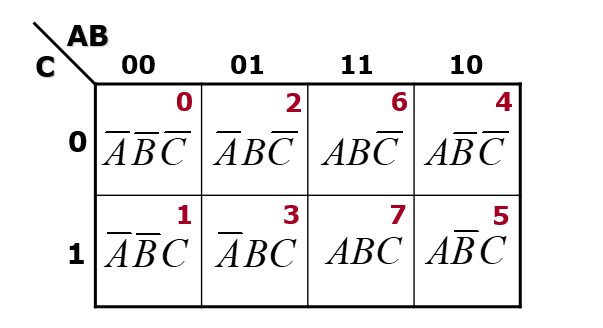 AB
C 00 01 11 10
0 2 6 4
0 A̅B̅C̅ A̅BC̅ ABC̅ AB̅C̅
1 3 7 5
1 A̅B̅C A̅BC ABC AB̅C